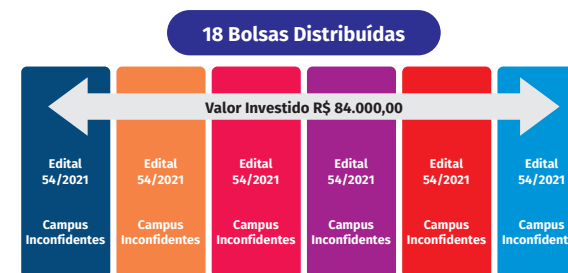 18 Bolsas Distribuídas
Valor Investido R$ 84.000,00
Edital
54/2021
Campus
Inconfidentes
Edital
54/2021
Campus
Inconfidentes
Edital
54/2021
Campus
Inconfidentes
Edital
54/2021
Campus
Inconfidentes
Edital
54/2021
Campus
Inconfidentes
Edital
54/2021
Campus
Inconfident